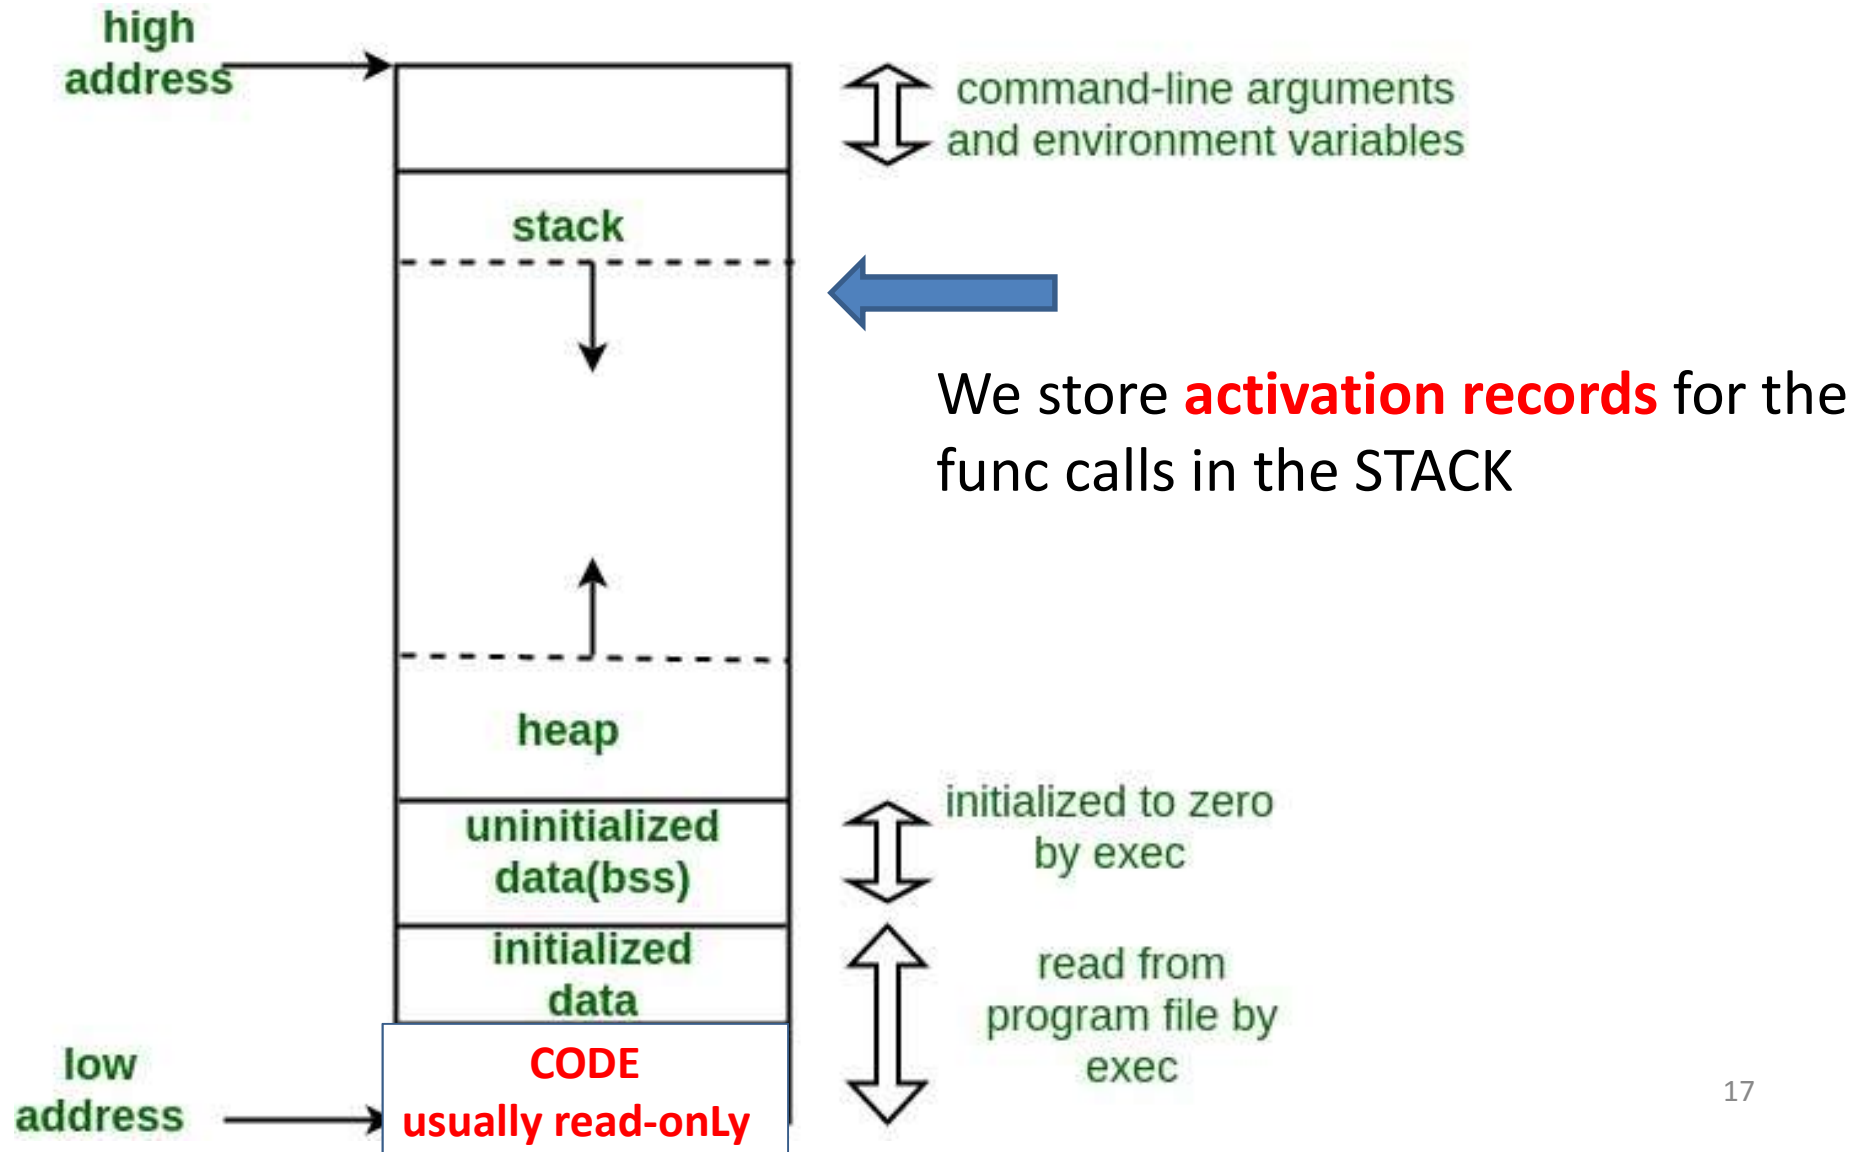 high
address
command-line arguments
and environment variables
stack
We store activation records for the
func calls in the STACK
heap
uninitialized
data(bss)
initialized to zero
by exec
initialized
data
read from
program file by
exec
low
address
CODE
usually read-onLy
17